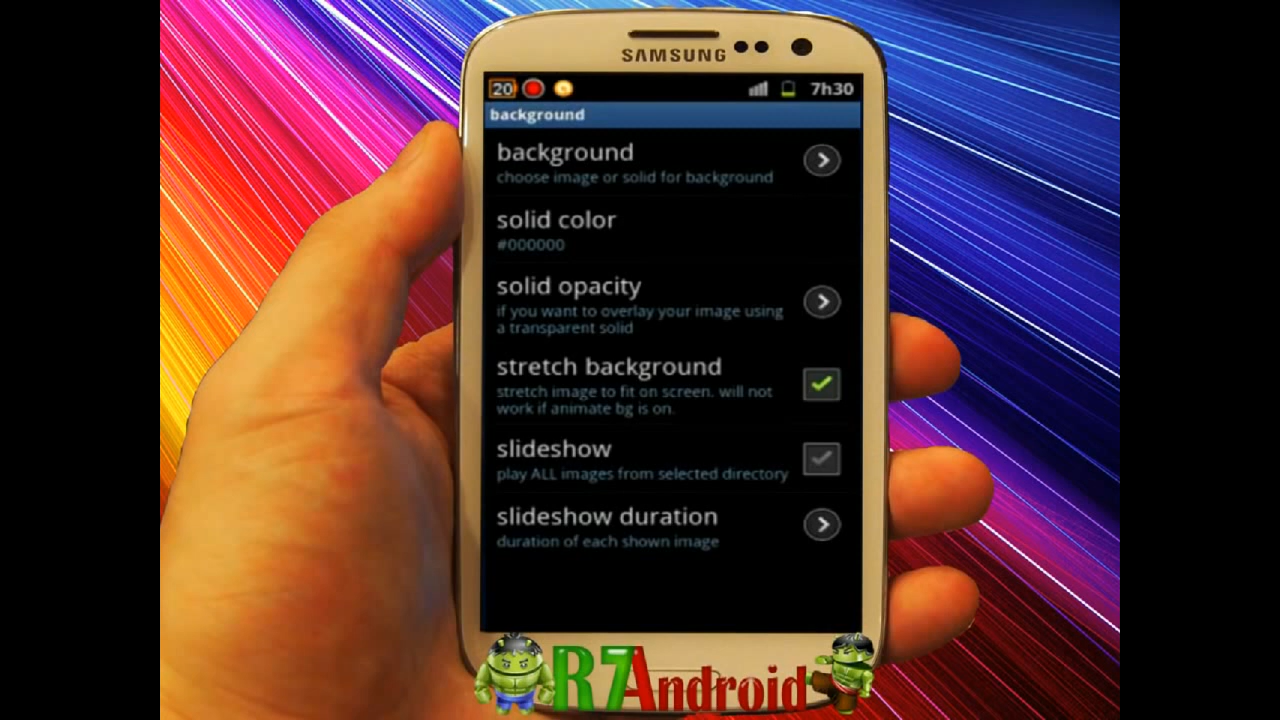 SAMSUNG
20
7h30
background
background
choose image or solid for background
solid color
#000000
solid opacity
if you want to overlay your image using
a transparent solid
stretch background
stretch image to fit on screen. will not
work if animate bg is on.
slideshow
play ALL images from selected directory
slideshow duration
duration of each shown image
R7Android